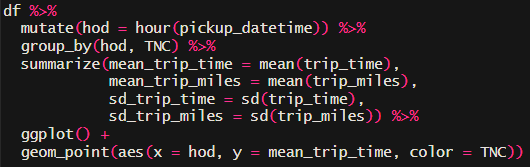 df %>%
  mutate(hod = hour(pickup_datetime)) %>%
  group_by(hod, TNC) %>%
  summarize(mean_trip_time = mean(trip_time),
            mean_trip_miles = mean(trip_miles),
            sd_trip_time = sd(trip_time),
            sd_trip_miles = sd(trip_miles)) %>%
  ggplot() +
  geom_point(aes(x = hod, y = mean_trip_time, color = TNC))